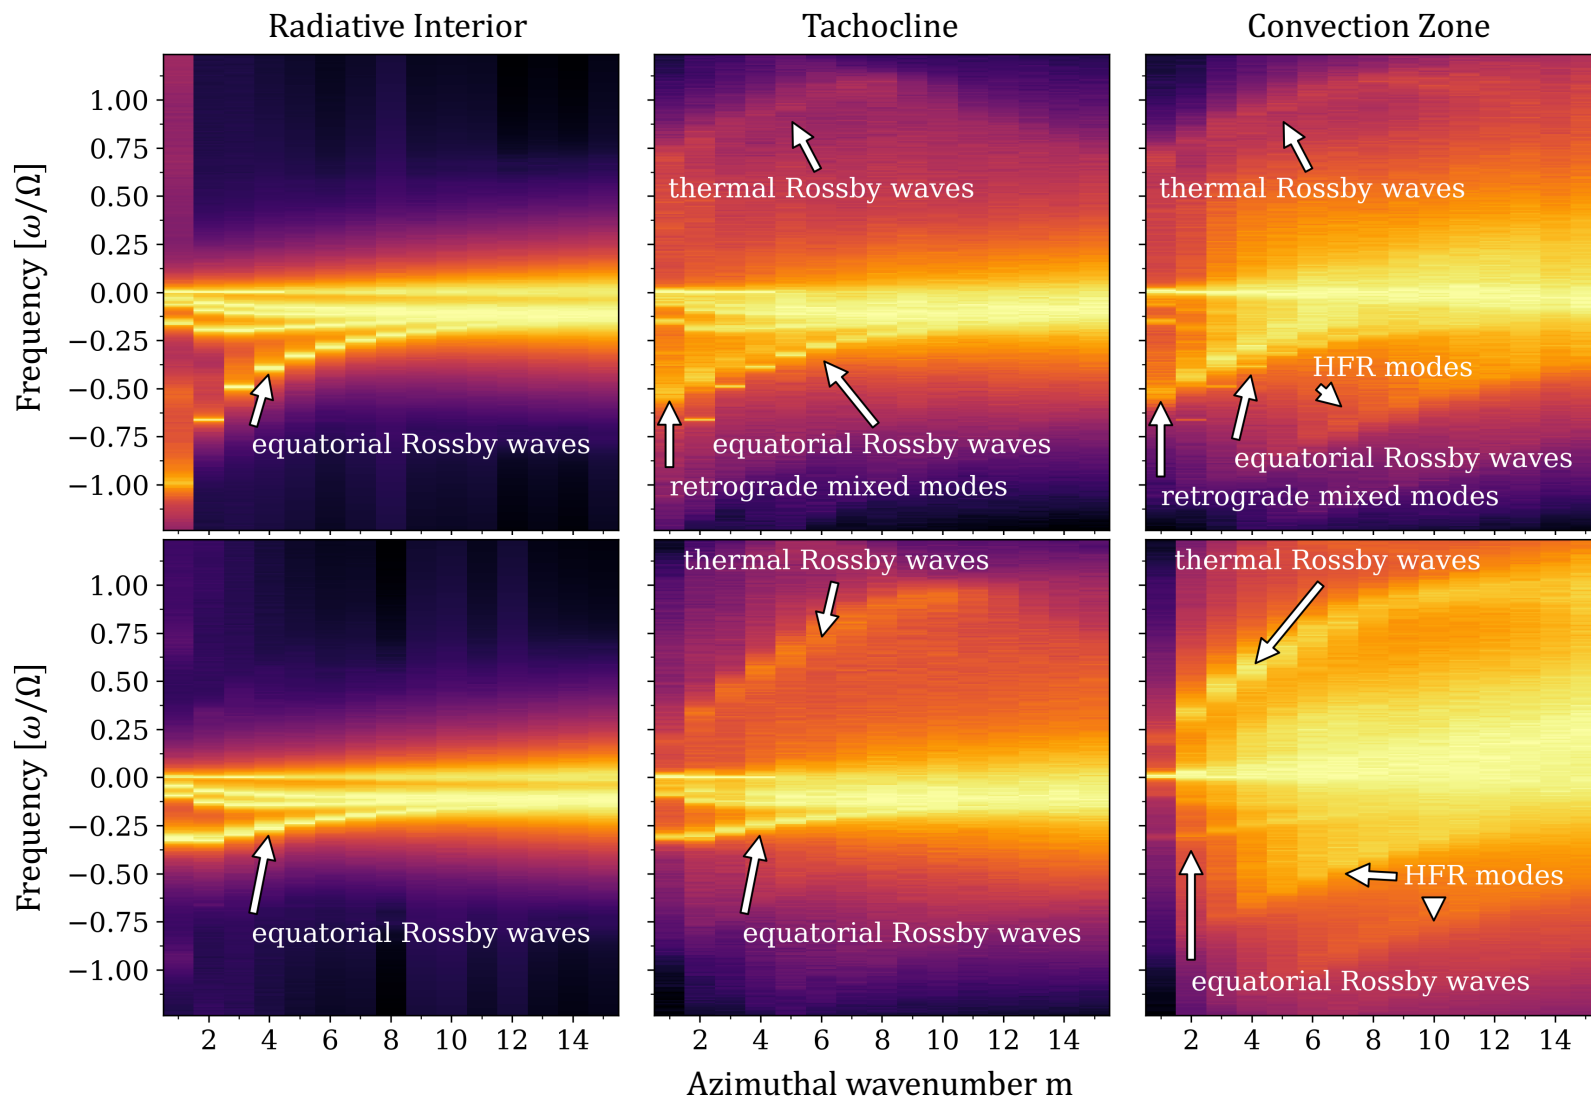 Radiative Interior
Tachocline
Convection Zone
Frequency [ω/Ω]
1.00
0.75
0.50
0.25
0.00
−0.25
−0.50
−0.75
−1.00
equatorial Rossby waves
thermal Rossby waves
equatorial Rossby waves
retrograde mixed modes
thermal Rossby waves
HFR modes
equatorial Rossby waves
retrograde mixed modes
Frequency [ω/Ω]
1.00
0.75
0.50
0.25
0.00
−0.25
−0.50
−0.75
−1.00
equatorial Rossby waves
2 4 6 8 10 12 14
thermal Rossby waves
equatorial Rossby waves
2 4 6 8 10 12 14
thermal Rossby waves
HFR modes
equatorial Rossby waves
2 4 6 8 10 12 14
Azimuthal wavenumber m